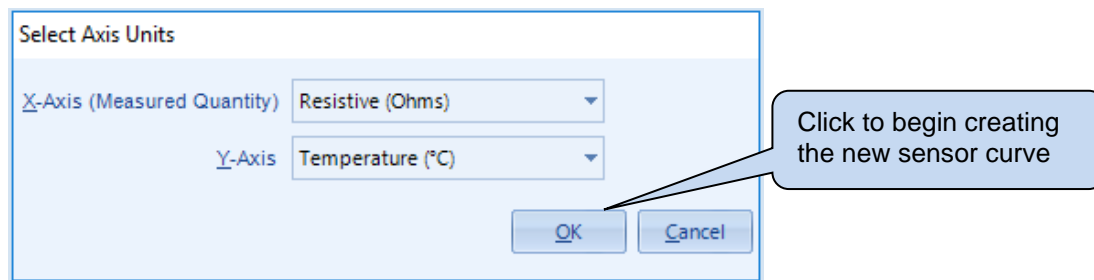 Select Axis Units
X-Axis (Measured Quantity) Resistive (Ohms)
Y-Axis Temperature (°C)
OK Cancel
Click to begin creating
the new sensor curve